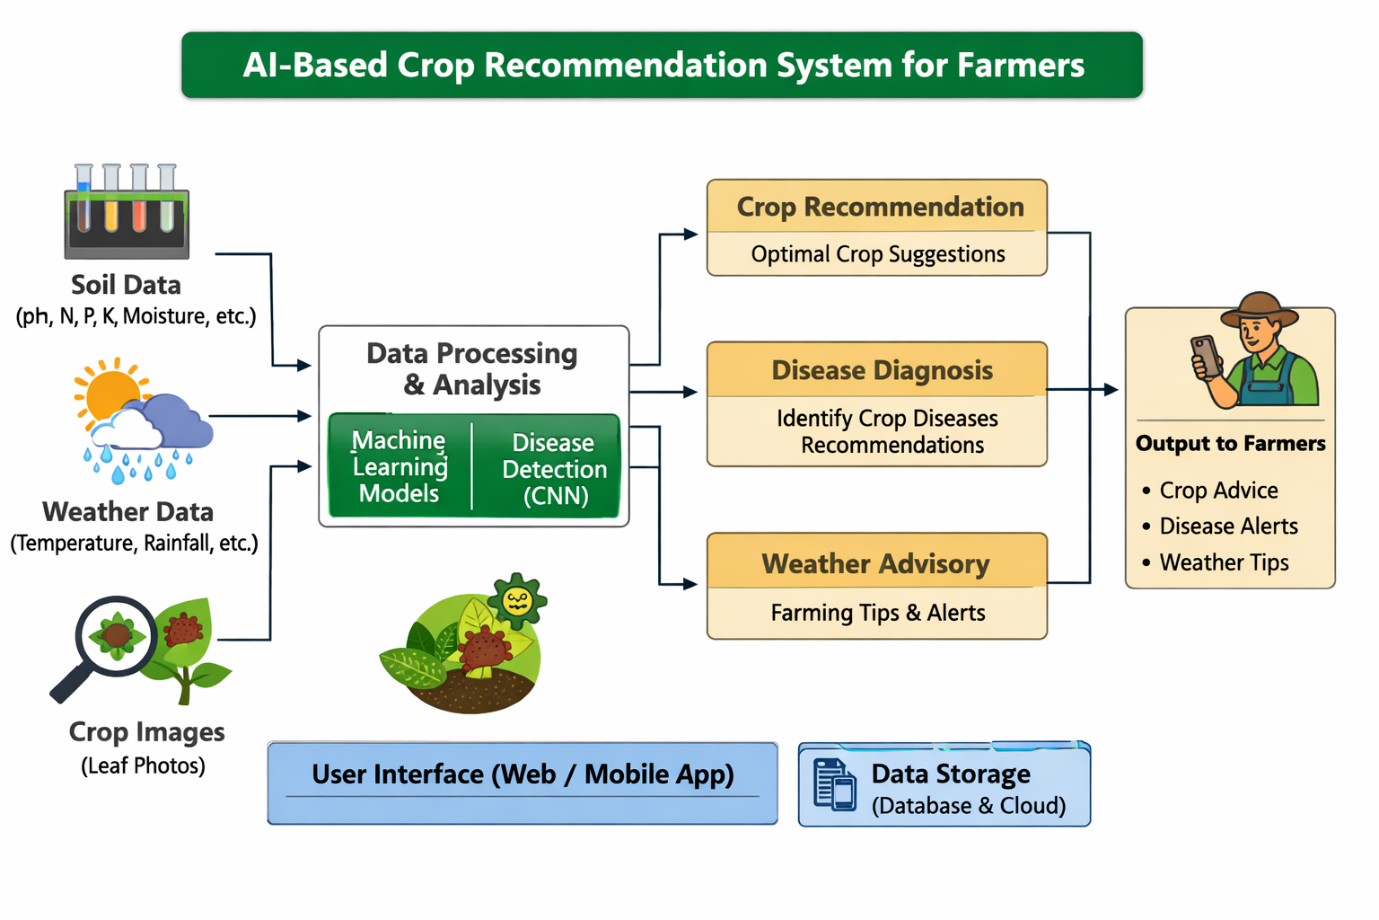 AI-Based Crop Recommendation System for Farmers
Soil Data
(ph, N, P, K, Moisture, etc.)
Weather Data
(Temperature, Rainfall, etc.)
Crop Images
(Leaf Photos)
Data Processing
& Analysis
Machine
Learning
Models
Disease
Detection
(CNN)
Crop Recommendation
Optimal Crop Suggestions
Disease Diagnosis
Identify Crop Diseases
Recommendations
Weather Advisory
Farming Tips & Alerts
Output to Farmers
• Crop Advice
• Disease Alerts
• Weather Tips
User Interface (Web / Mobile App)
Data Storage
(Database & Cloud)